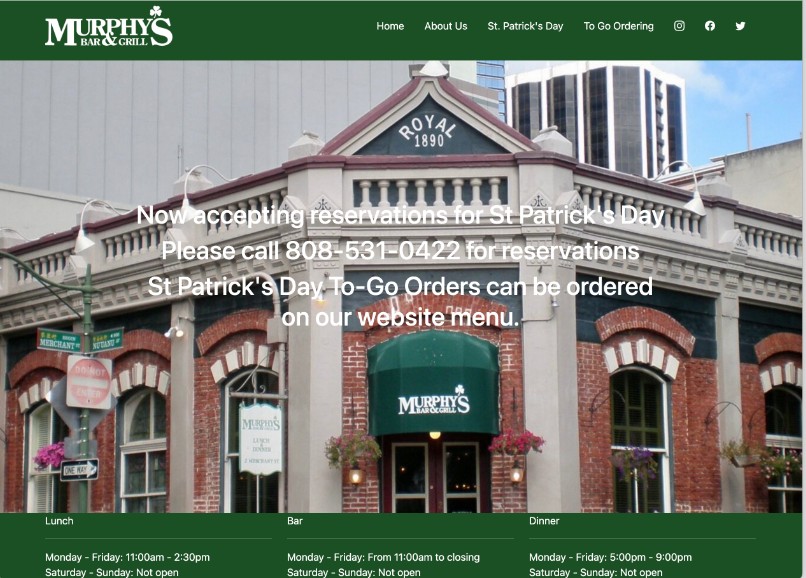 MURPHY'S
BAR & GRILL
Home About Us St. Patrick's Day To Go Ordering
ROYAL
1890
Now accepting reservations for St Patrick's Day
Please call 808-531-0422 for reservations
St Patrick's Day To-Go Orders can be ordered
on our website menu.
MERCHANT ST
NUUANU AV
MURPHY'S
BAR & GRILL
MURPHY'S
LUNCH
&
DINNER
2 MERCHANT ST
ONE WAY
Lunch Bar Dinner
Monday - Friday: 11:00am - 2:30pm Monday - Friday: From 11:00am to closing Monday - Friday: 5:00pm - 9:00pm
Saturday - Sunday: Not open Saturday - Sunday: Not open Saturday - Sunday: Not open